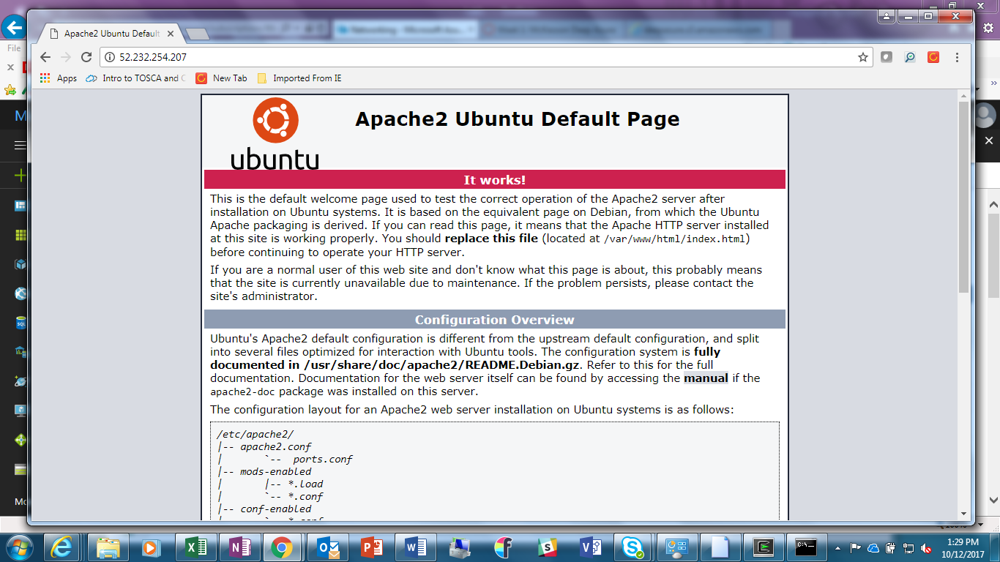 Apache2 Ubuntu Default
File
52.232.254.207
Apps Intro to TOSCA and C New Tab Imported From IE
M
ubuntu
Apache2 Ubuntu Default Page
It works!
This is the default welcome page used to test the correct operation of the Apache2 server after
installation on Ubuntu systems. It is based on the equivalent page on Debian, from which the Ubuntu
Apache packaging is derived. If you can read this page, it means that the Apache HTTP server installed
at this site is working properly. You should replace this file (located at /var/www/html/index.html)
before continuing to operate your HTTP server.
If you are a normal user of this web site and don't know what this page is about, this probably means
that the site is currently unavailable due to maintenance. If the problem persists, please contact the
site's administrator.
Configuration Overview
Ubuntu's Apache2 default configuration is different from the upstream default configuration, and split
into several files optimized for interaction with Ubuntu tools. The configuration system is fully
documented in /usr/share/doc/apache2/README.Debian.gz. Refer to this for the full
documentation. Documentation for the web server itself can be found by accessing the manual if the
apache2-doc package was installed on this server.
The configuration layout for an Apache2 web server installation on Ubuntu systems is as follows:
/etc/apache2/
|-- apache2.conf
|       `--  ports.conf
|-- mods-enabled
|       |-- *.load
|       `-- *.conf
|-- conf-enabled
|       `-- *.conf
Mo
1:29 PM
10/12/2017